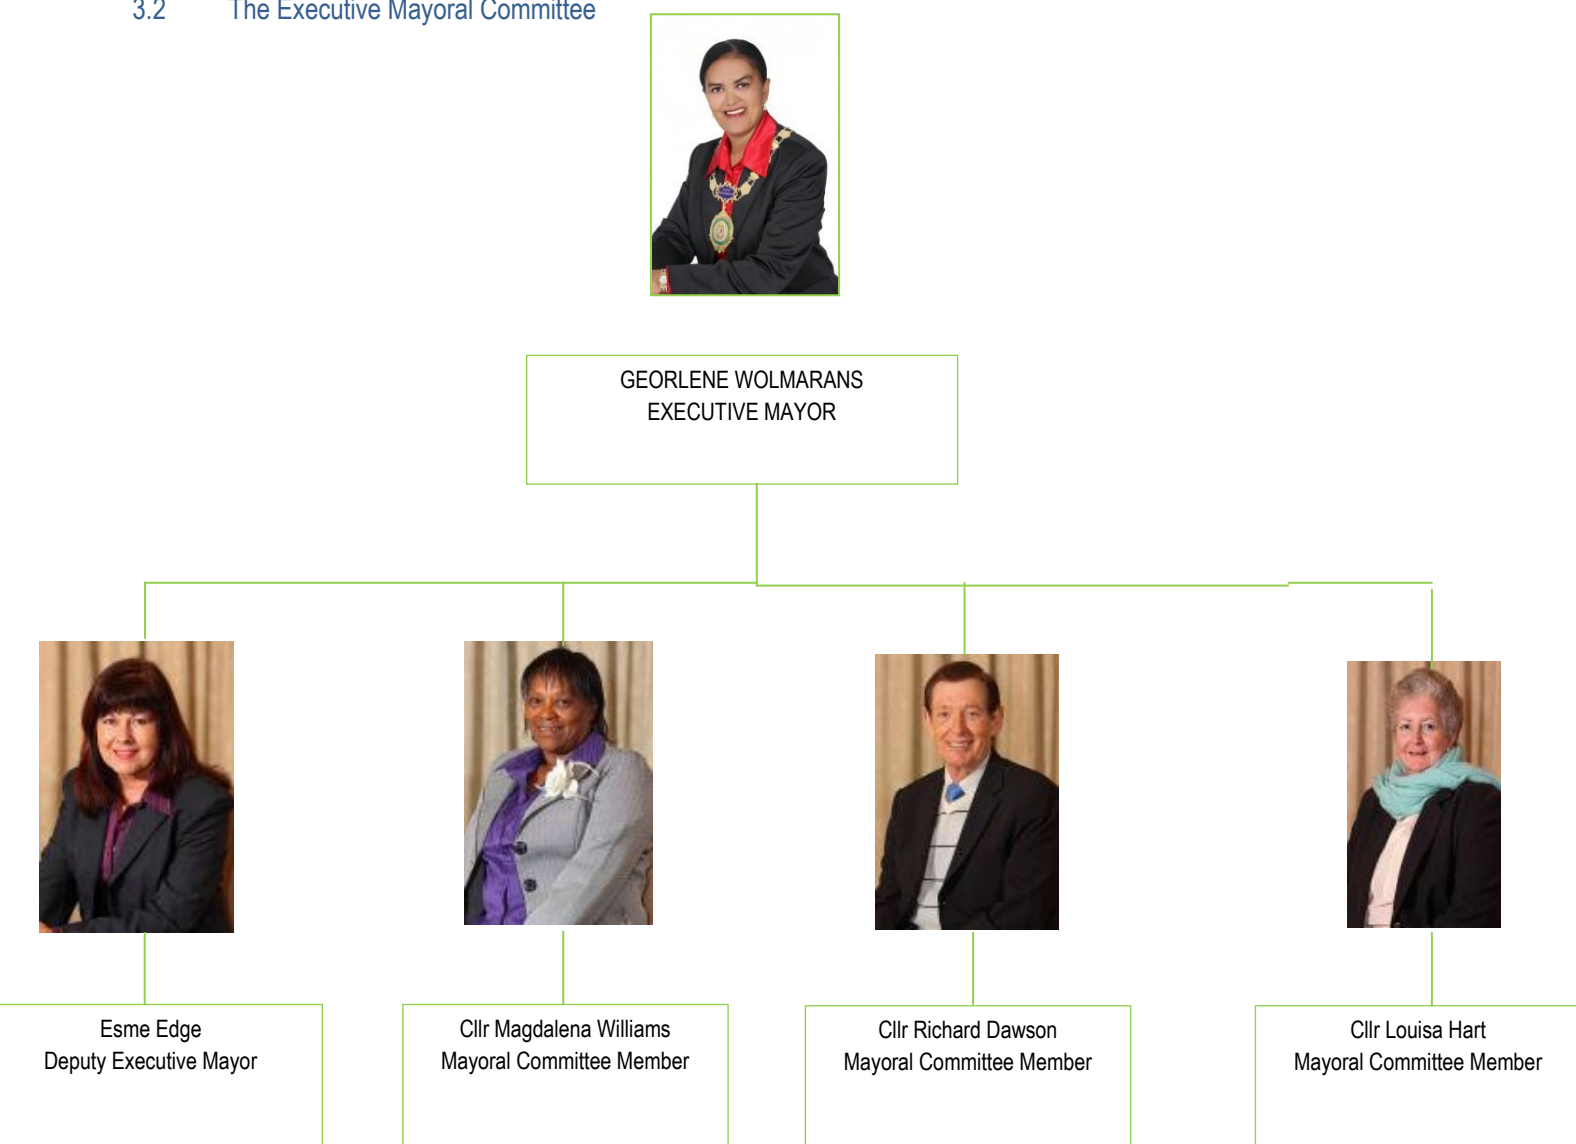 3.2 The Executive Mayoral Committee
GEORLENE WOLMARANS
EXECUTIVE MAYOR
Esme Edge
Deputy Executive Mayor
Cllr Magdalena Williams
Mayoral Committee Member
Cllr Richard Dawson
Mayoral Committee Member
Cllr Louisa Hart
Mayoral Committee Member